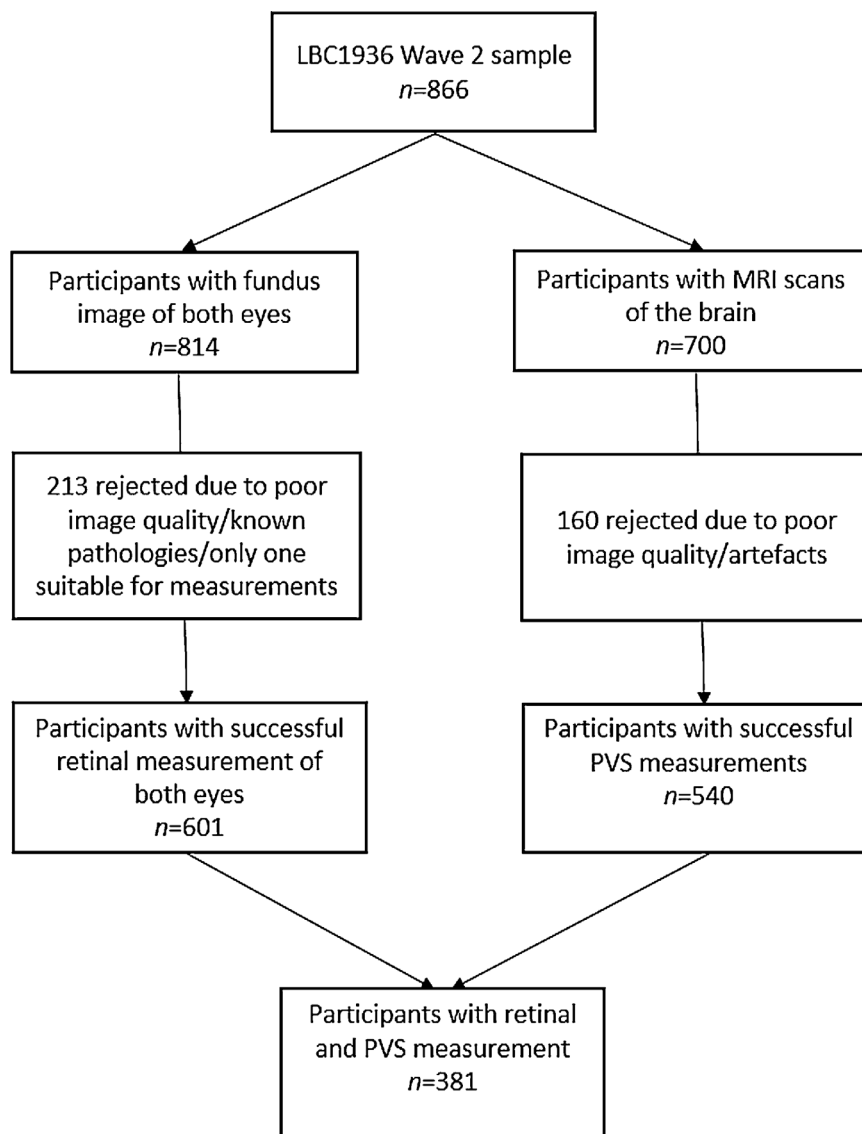 LBC1936 Wave 2 sample
n=866
Participants with fundus
image of both eyes
n=814
Participants with MRI scans
of the brain
n=700
213 rejected due to poor
image quality/known
pathologies/only one
suitable for measurements
160 rejected due to poor
image quality/artefacts
Participants with successful
retinal measurement of
both eyes
n=601
Participants with successful
PVS measurements
n=540
Participants with retinal
and PVS measurement
n=381